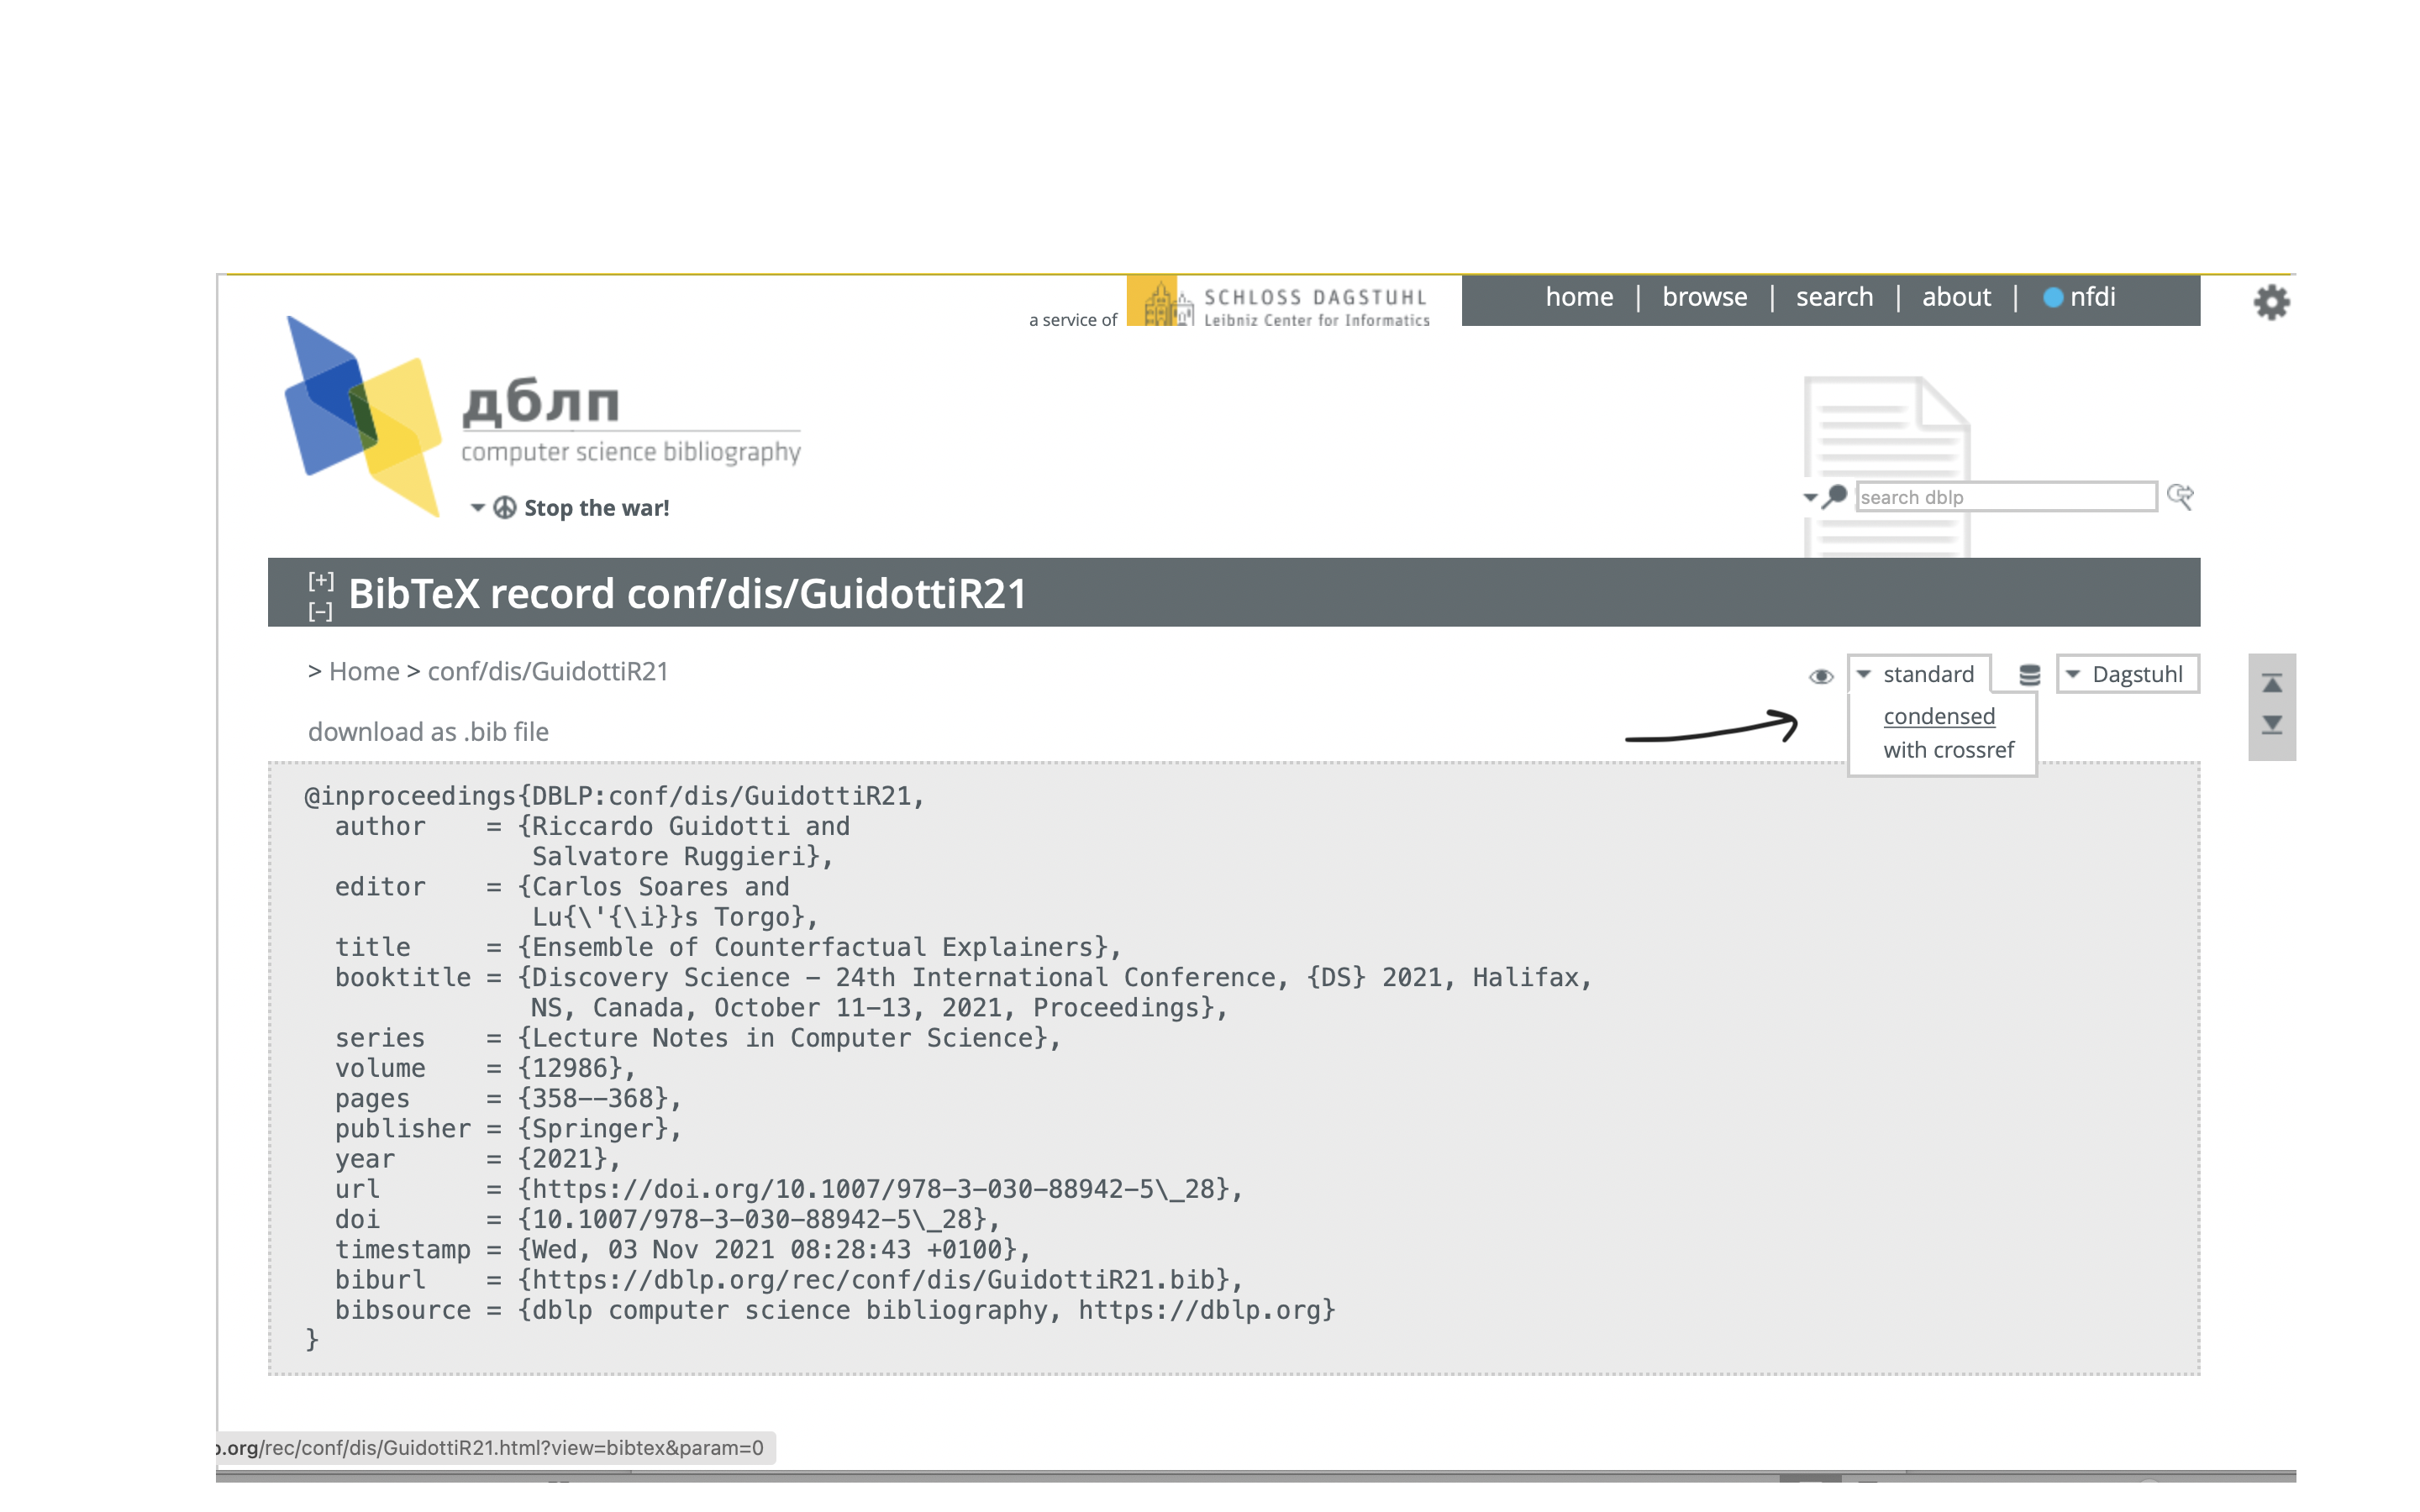 a service of
SCHLOSS DAGSTUHL
Leibniz Center for Informatics
home | browse | search | about | nfdi
дблп
computer science bibliography
Stop the war!
search dblp
[+]
[−]
BibTeX record conf/dis/GuidottiR21
> Home > conf/dis/GuidottiR21
standard
Dagstuhl
condensed
with crossref
download as .bib file
@inproceedings{DBLP:conf/dis/GuidottiR21,
  author    = {Riccardo Guidotti and
               Salvatore Ruggieri},
  editor    = {Carlos Soares and
               Lu{\'{\i}}s Torgo},
  title     = {Ensemble of Counterfactual Explainers},
  booktitle = {Discovery Science - 24th International Conference, {DS} 2021, Halifax,
               NS, Canada, October 11-13, 2021, Proceedings},
  series    = {Lecture Notes in Computer Science},
  volume    = {12986},
  pages     = {358--368},
  publisher = {Springer},
  year      = {2021},
  url       = {https://doi.org/10.1007/978-3-030-88942-5\_28},
  doi       = {10.1007/978-3-030-88942-5\_28},
  timestamp = {Wed, 03 Nov 2021 08:28:43 +0100},
  biburl    = {https://dblp.org/rec/conf/dis/GuidottiR21.bib},
  bibsource = {dblp computer science bibliography, https://dblp.org}
}
.org/rec/conf/dis/GuidottiR21.html?view=bibtex&param=0